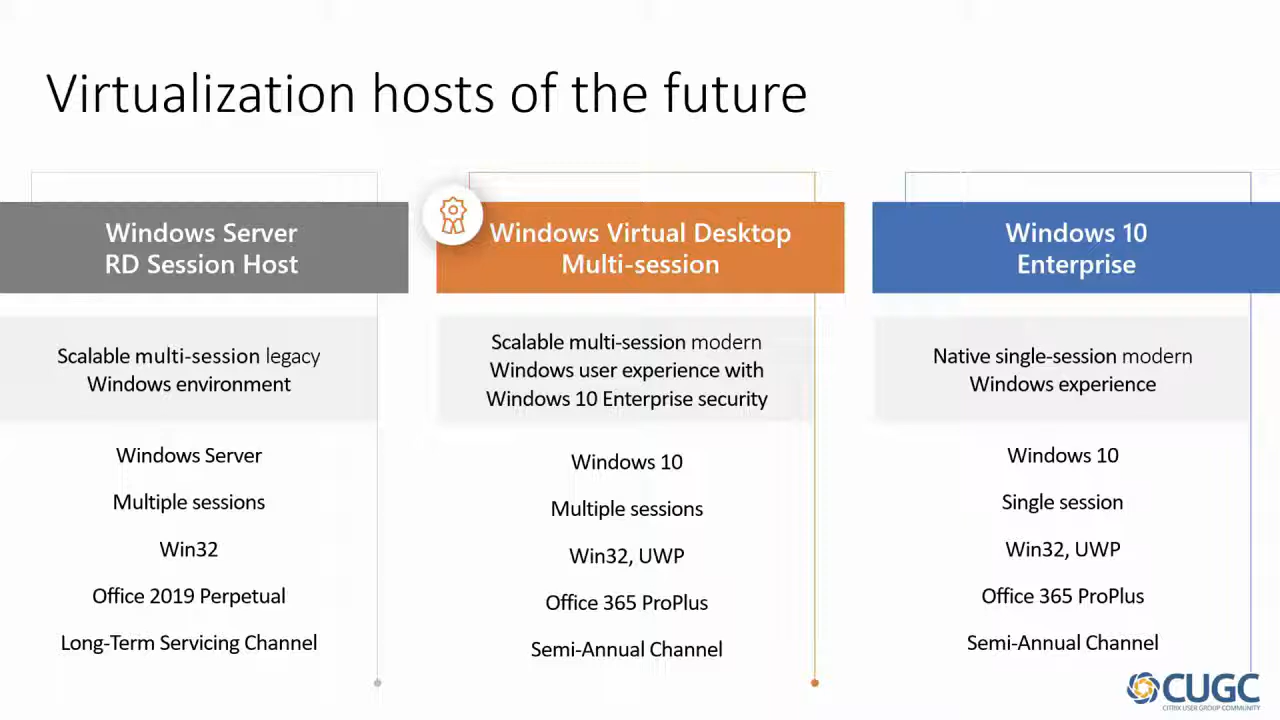 Virtualization hosts of the future
Windows Server
RD Session Host
Scalable multi-session legacy
Windows environment
Windows Server
Multiple sessions
Win32
Office 2019 Perpetual
Long-Term Servicing Channel
Windows Virtual Desktop
Multi-session
Scalable multi-session modern
Windows user experience with
Windows 10 Enterprise security
Windows 10
Multiple sessions
Win32, UWP
Office 365 ProPlus
Semi-Annual Channel
Windows 10
Enterprise
Native single-session modern
Windows experience
Windows 10
Single session
Win32, UWP
Office 365 ProPlus
Semi-Annual Channel
CUGC
CITRIX USER GROUP COMMUNITY